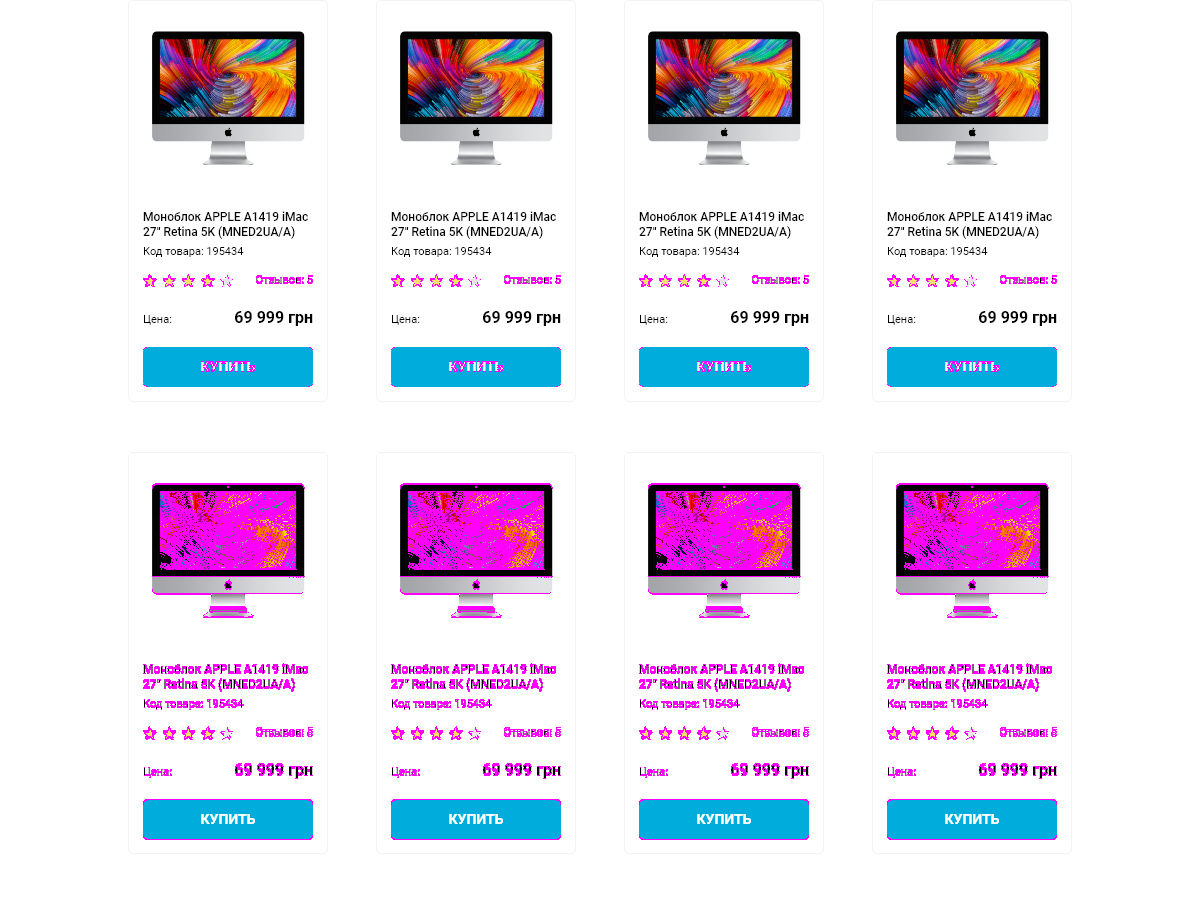 Моноблок APPLE A1419 iMac
27" Retina 5K (MNED2UA/A)
Код товара: 195434
Отзывов: 5
Цена: 69 999 грн
КУПИТЬ
Моноблок APPLE A1419 iMac
27" Retina 5K (MNED2UA/A)
Код товара: 195434
Отзывов: 5
Цена: 69 999 грн
КУПИТЬ
Моноблок APPLE A1419 iMac
27" Retina 5K (MNED2UA/A)
Код товара: 195434
Отзывов: 5
Цена: 69 999 грн
КУПИТЬ
Моноблок APPLE A1419 iMac
27" Retina 5K (MNED2UA/A)
Код товара: 195434
Отзывов: 5
Цена: 69 999 грн
КУПИТЬ
Моноблок APPLE A1419 iMac
27" Retina 5K (MNED2UA/A)
Код товара: 195434
Отзывов: 5
Цена: 69 999 грн
КУПИТЬ
Моноблок APPLE A1419 iMac
27" Retina 5K (MNED2UA/A)
Код товара: 195434
Отзывов: 5
Цена: 69 999 грн
КУПИТЬ
Моноблок APPLE A1419 iMac
27" Retina 5K (MNED2UA/A)
Код товара: 195434
Отзывов: 5
Цена: 69 999 грн
КУПИТЬ
Моноблок APPLE A1419 iMac
27" Retina 5K (MNED2UA/A)
Код товара: 195434
Отзывов: 5
Цена: 69 999 грн
КУПИТЬ